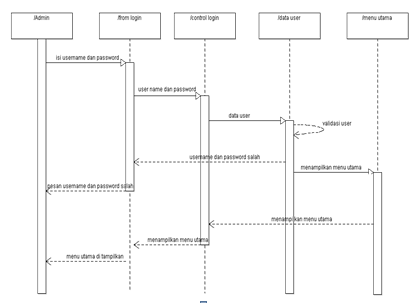 /Admin
/from login
/control login
/data user
/menu utama
isi username dan password
user name dan password
data user
validasi user
username dan password salah
menampilkan menu utama
pesan username dan password salah
menampilkan menu utama
menampilkan menu utama
menu utama di tampilkan